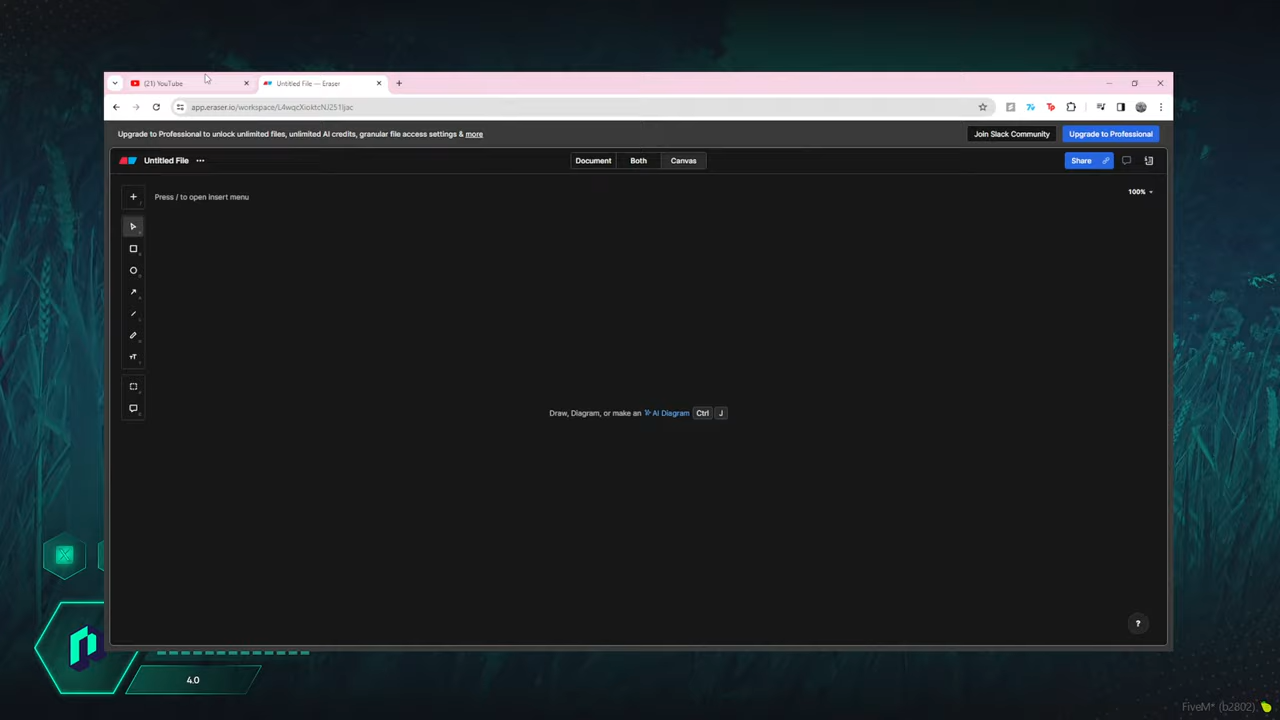 (21) YouTube
Untitled File — Eraser
app.eraser.io/workspace/L4wqcXioktcNJ251ljac
Upgrade to Professional to unlock unlimited files, unlimited AI credits, granular file access settings & more
Join Slack Community
Upgrade to Professional
Untitled File
Document
Both
Canvas
Share
Press / to open insert menu
100%
Draw, Diagram, or make an AI Diagram Ctrl J
?
4.0
FiveM* (b2802)